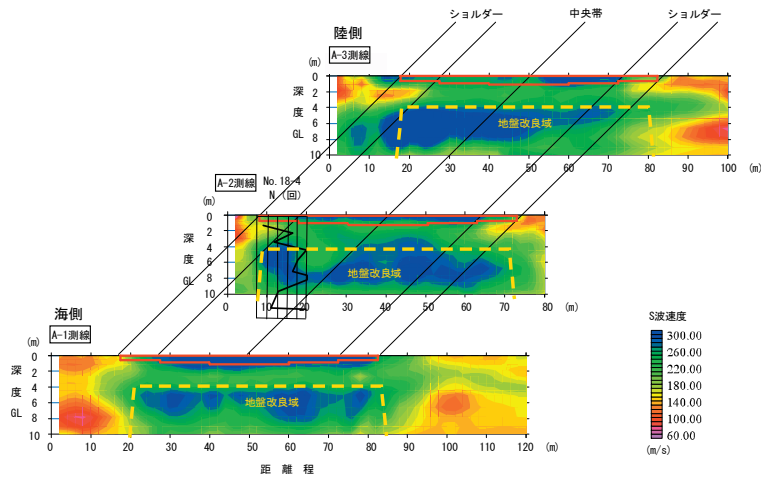 ショルダー 中央帯 ショルダー
陸側
A-3測線
(m)
0
2
4
6
8
10
深
度
GL
地盤改良域
0 10 20 30 40 50 60 70 80 90 100 (m)
A-2測線 No.18-4
N (回)
(m)
0
2
4
6
8
10
深
度
GL
地盤改良域
0 10 20 30 40 50 60 70 80 (m)
海側
A-1測線
(m)
0
2
4
6
8
10
深
度
GL
地盤改良域
0 10 20 30 40 50 60 70 80 90 100 110 120 (m)
距 離 程
S波速度
300.00
260.00
220.00
180.00
140.00
100.00
60.00
(m/s)